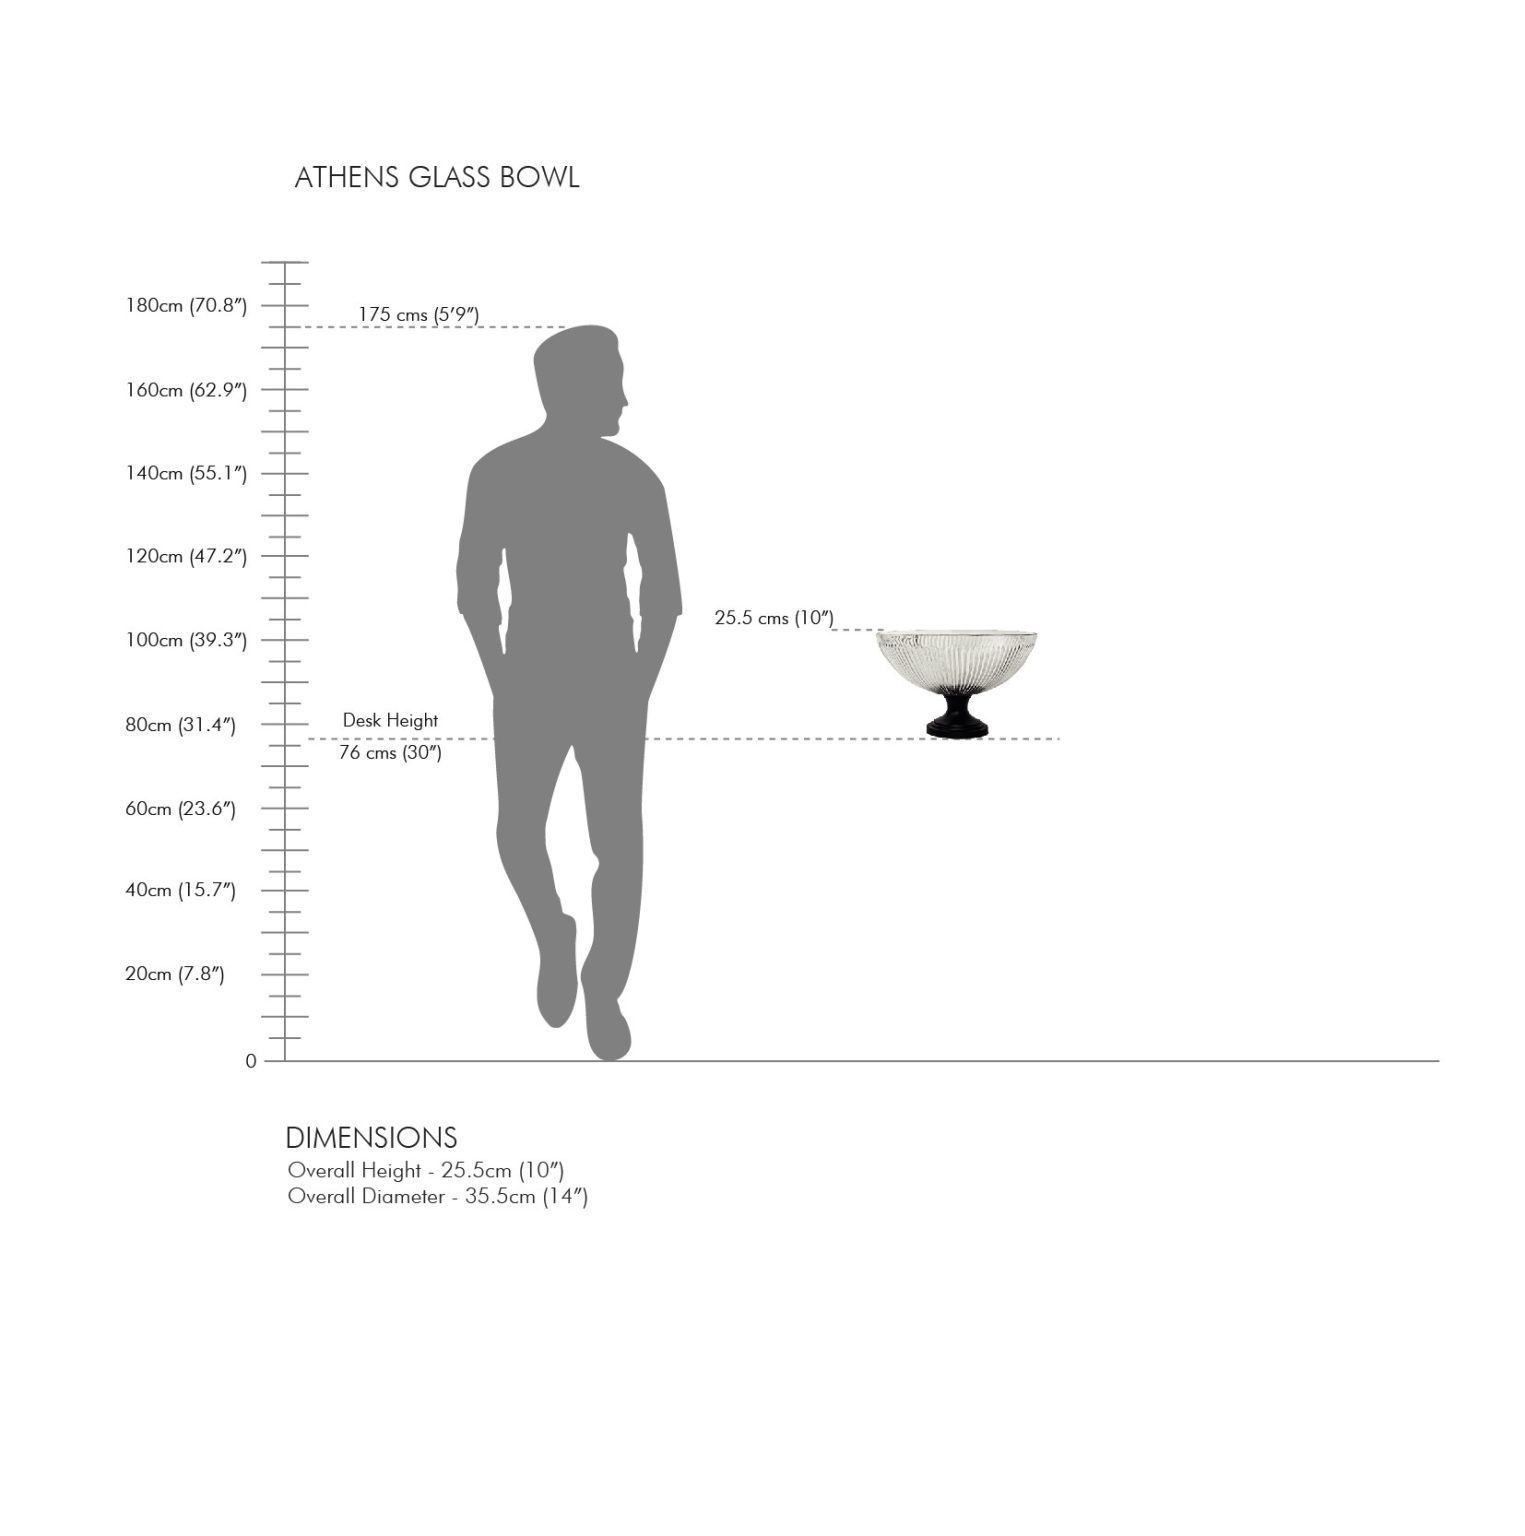 ATHENS GLASS BOWL
180cm (70.8”)
175 cms (5’9”)
160cm (62.9”)
140cm (55.1”)
120cm (47.2”)
25.5 cms (10”)
100cm (39.3”)
80cm (31.4”)
Desk Height
76 cms (30”)
60cm (23.6”)
40cm (15.7”)
20cm (7.8”)
0
DIMENSIONS
Overall Height - 25.5cm (10”)
Overall Diameter - 35.5cm (14”)